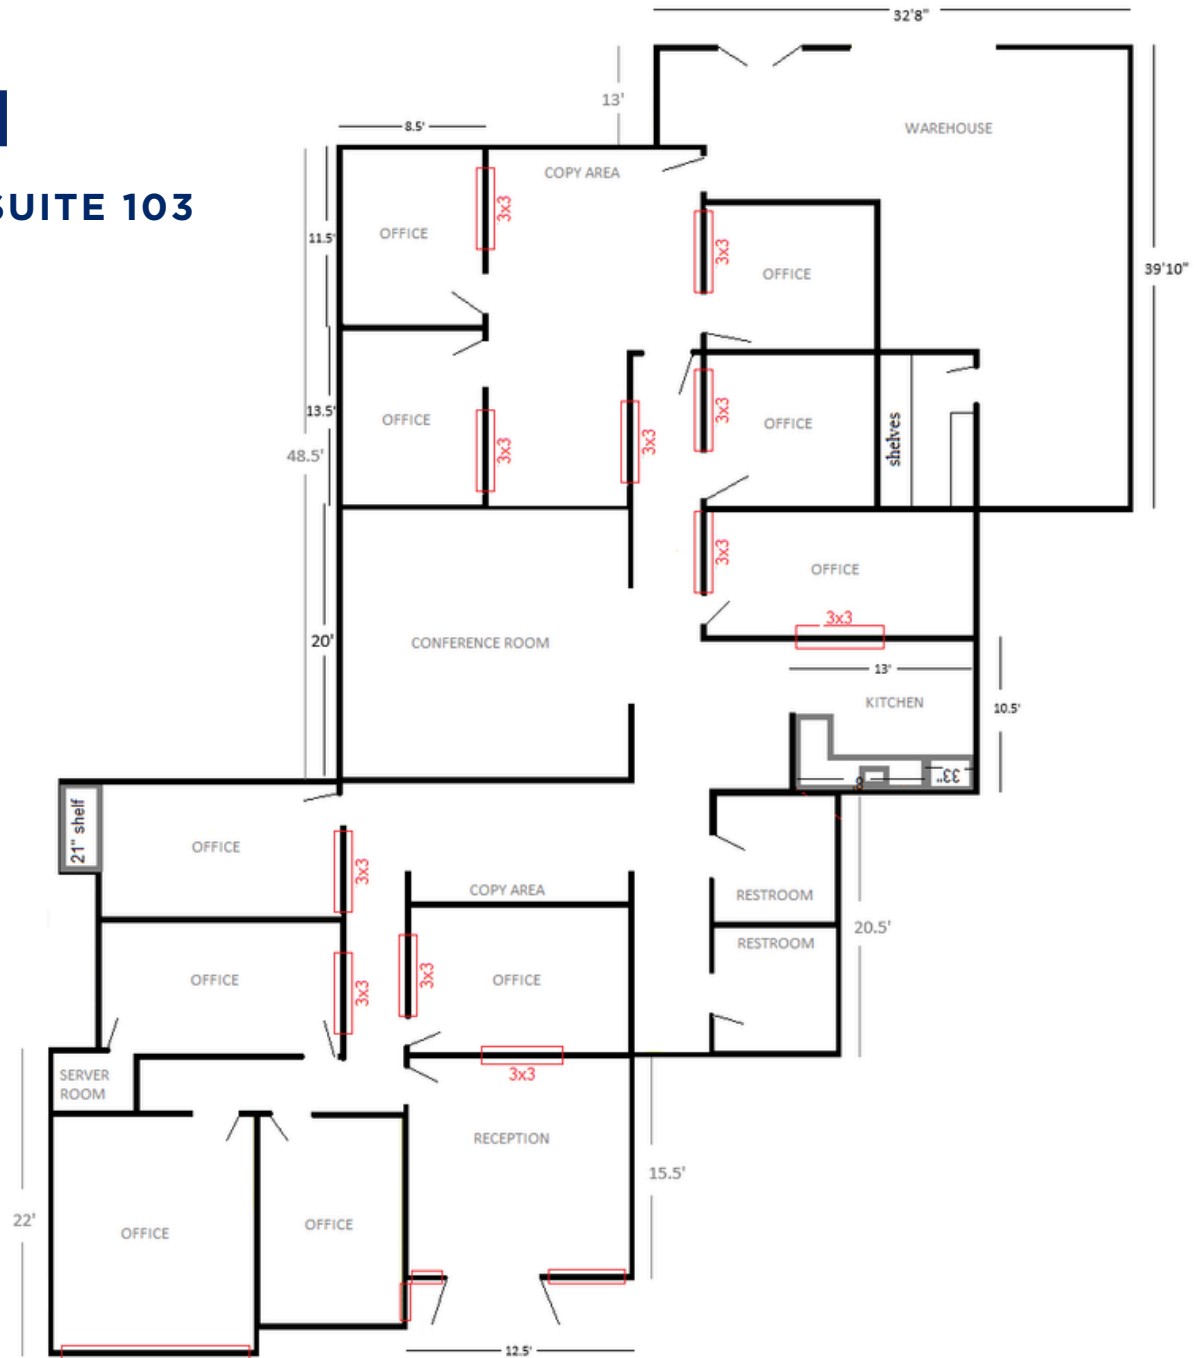 32'8"
13'
WAREHOUSE
8.5'
COPY AREA
SUITE 103
3x3
OFFICE
11.5'
3x3
OFFICE
39'10"
13.5'
OFFICE
3x3
3x3
3x3
OFFICE
shelves
48.5'
3x3
OFFICE
3x3
20'
CONFERENCE ROOM
13'
KITCHEN
10.5'
6'
33"
21" shelf
OFFICE
3x3
COPY AREA
RESTROOM
20.5'
RESTROOM
OFFICE
3x3
3x3
OFFICE
SERVER
ROOM
3x3
RECEPTION
15.5'
22'
OFFICE
OFFICE
12.5'